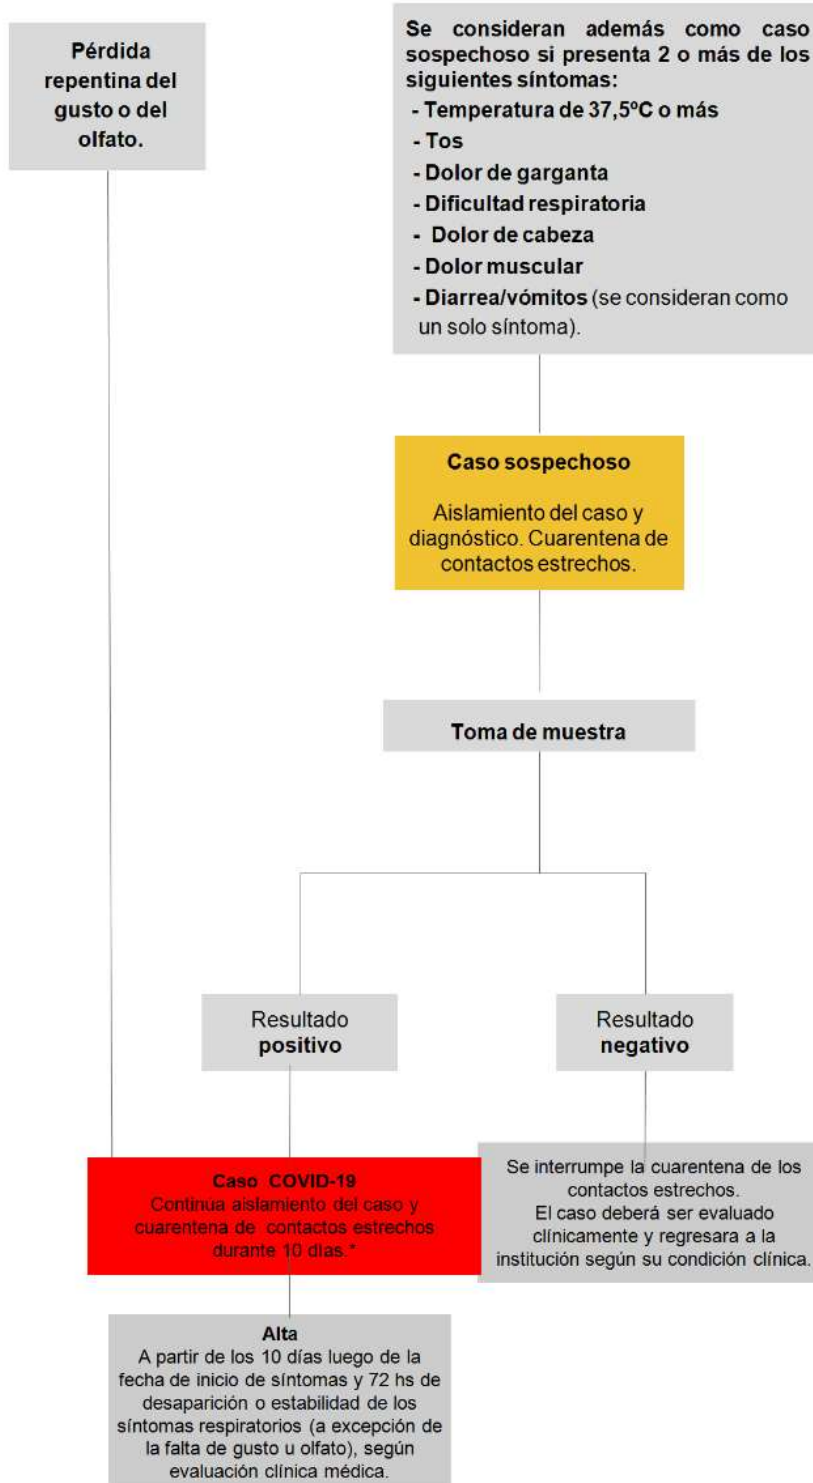 Pérdida
repentina del
gusto o del
olfato.
Se consideran además como caso
sospechoso si presenta 2 o más de los
siguientes síntomas:
- Temperatura de 37,5ºC o más
- Tos
- Dolor de garganta
- Dificultad respiratoria
- Dolor de cabeza
- Dolor muscular
- Diarrea/vómitos (se consideran como
un solo síntoma).
Caso sospechoso
Aislamiento del caso y
diagnóstico. Cuarentena de
contactos estrechos.
Toma de muestra
Resultado
positivo
Resultado
negativo
Caso COVID-19
Continúa aislamiento del caso y
cuarentena de contactos estrechos
durante 10 días.*
Se interrumpe la cuarentena de los
contactos estrechos.
El caso deberá ser evaluado
clínicamente y regresara a la
institución según su condición clínica.
Alta
A partir de los 10 días luego de la
fecha de inicio de síntomas y 72 hs de
desaparición o estabilidad de los
síntomas respiratorios (a excepción de
la falta de gusto u olfato), según
evaluación clínica médica.